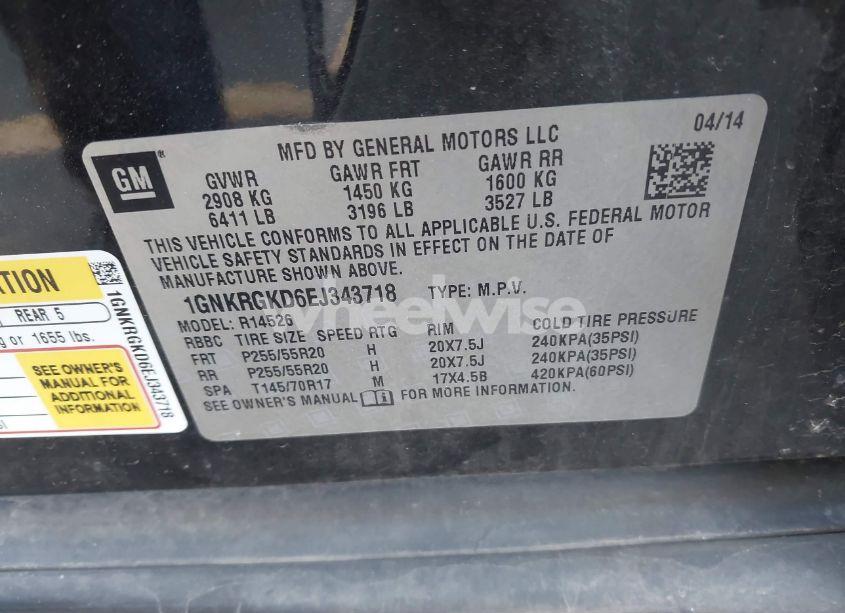 MFD BY GENERAL MOTORS LLC
04/14
GM®
GVWR GAWR FRT GAWR RR
2908 KG 1450 KG 1600 KG
6411 LB 3196 LB 3527 LB
THIS VEHICLE CONFORMS TO ALL APPLICABLE U.S. FEDERAL MOTOR
VEHICLE SAFETY STANDARDS IN EFFECT ON THE DATE OF
MANUFACTURE SHOWN ABOVE.
1GNKRGKD6EJ343718 TYPE: M.P.V.
MODEL: R14526
RBBC TIRE SIZE SPEED RTG RIM COLD TIRE PRESSURE
FRT P255/55R20 H 20X7.5J 240KPA(35PSI)
RR P255/55R20 H 20X7.5J 240KPA(35PSI)
SPA T145/70R17 M 17X4.5B 420KPA(60PSI)
SEE OWNER'S MANUAL FOR MORE INFORMATION.
REAR 5
or 1655 lbs.
SEE OWNER'S
MANUAL FOR
ADDITIONAL
INFORMATION
1GNKRGKD6EJ343718
wheelwise